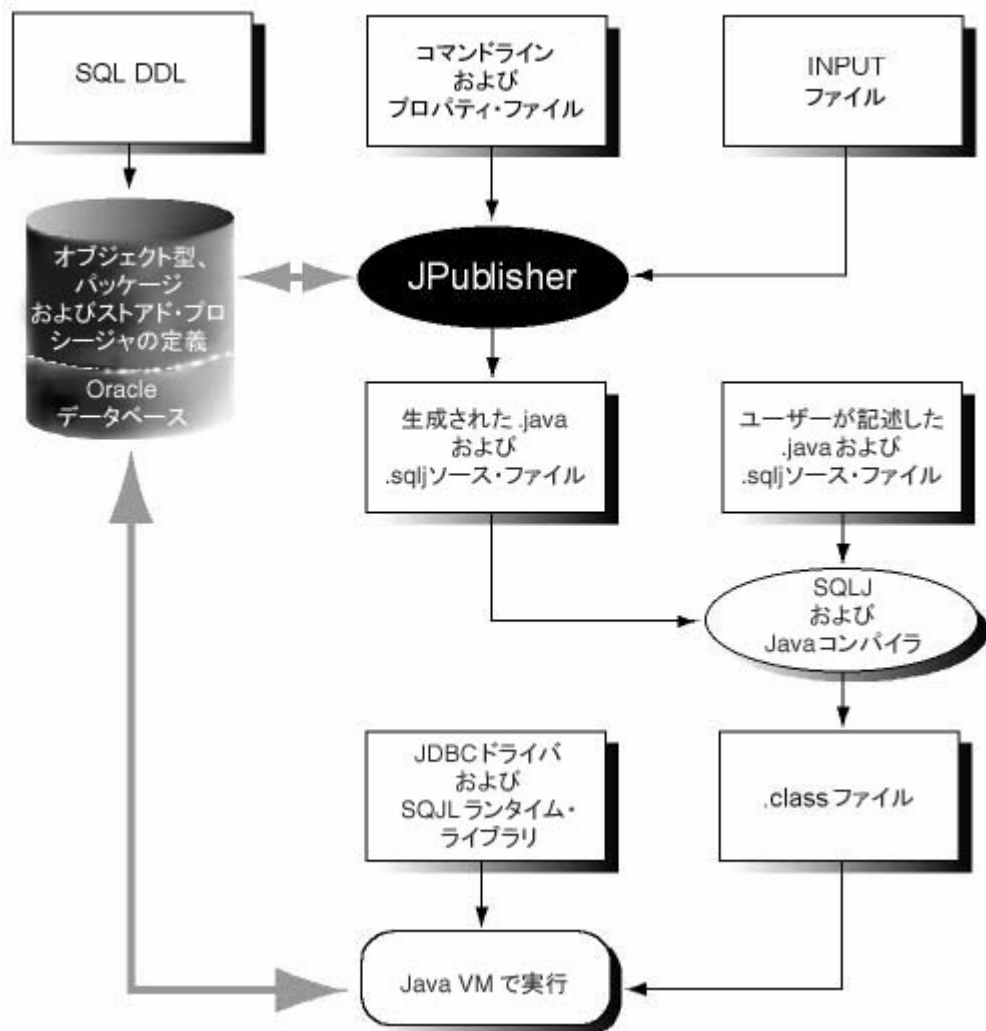 SQL DDL
コマンドライン
および
プロパティ・ファイル
INPUT
ファイル
オブジェクト型、
パッケージ
およびストアド・プロ
シージャの定義
Oracle
データベース
JPublisher
生成された .java
および
.sqljソース・ファイル
ユーザーが記述した
.javaおよび
.sqljソース・ファイル
SQLJ
および
Javaコンパイラ
JDBCドライバ
および
SQJLランタイム・
ライブラリ
.classファイル
Java VM で実行